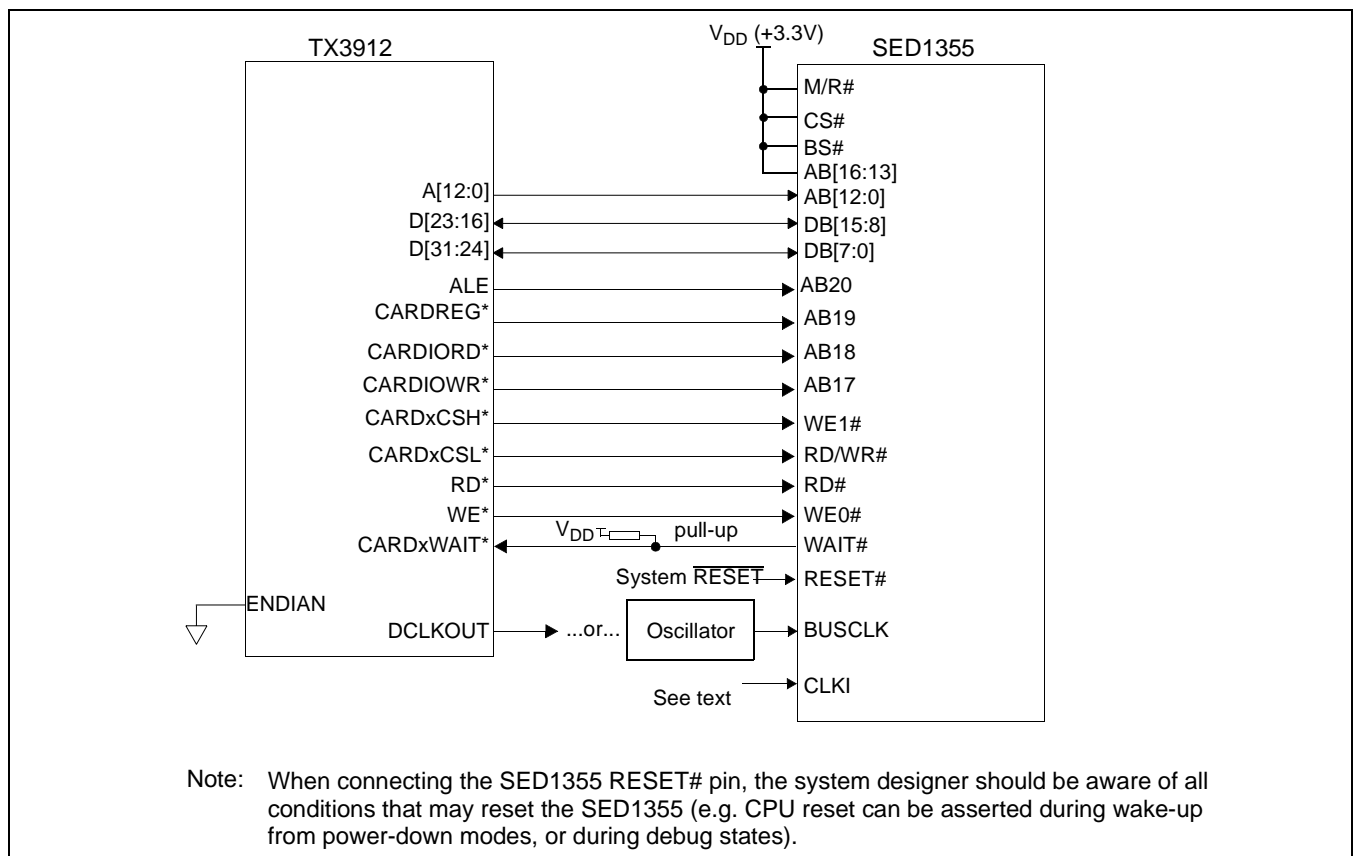 V_DD (+3.3V)
TX3912
SED1355
M/R#
CS#
BS#
AB[16:13]
A[12:0]
AB[12:0]
D[23:16]
DB[15:8]
D[31:24]
DB[7:0]
ALE
AB20
CARDREG*
AB19
CARDIORD*
AB18
CARDIOWR*
AB17
CARDxCSH*
WE1#
CARDxCSL*
RD/WR#
RD*
RD#
WE*
WE0#
V_DD
pull-up
CARDxWAIT*
WAIT#
System RESET
RESET#
ENDIAN
DCLKOUT
...or...
Oscillator
BUSCLK
See text
CLKI
Note: When connecting the SED1355 RESET# pin, the system designer should be aware of all
conditions that may reset the SED1355 (e.g. CPU reset can be asserted during wake-up
from power-down modes, or during debug states).